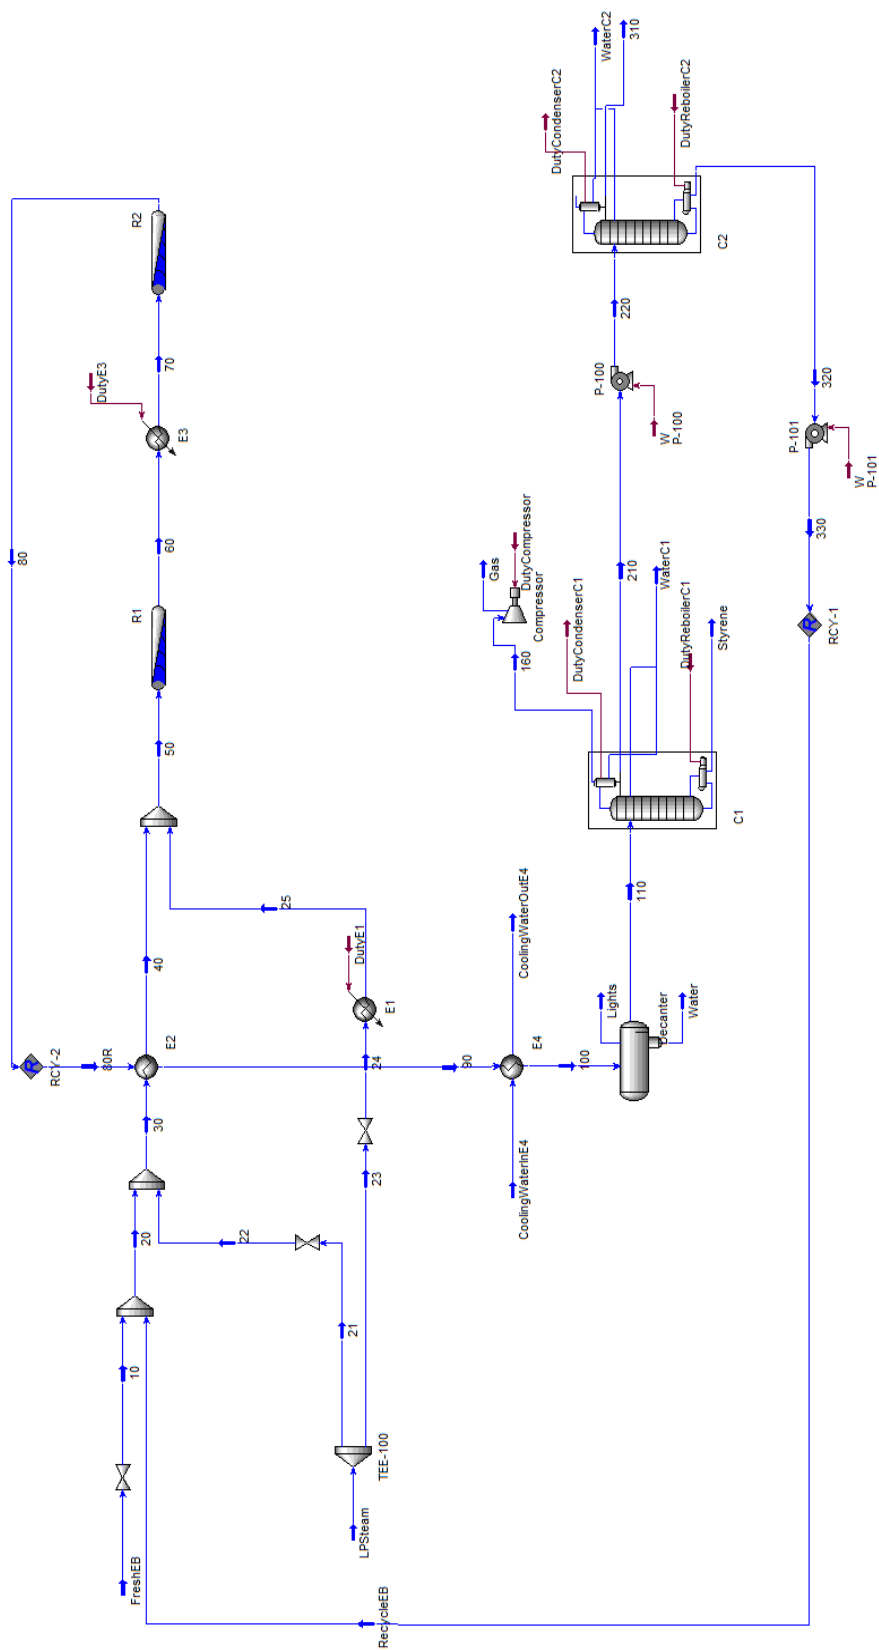 FreshEB
10
RecycleEB
20
LPSteam
TEE-100
21
22
23
30
RCY-2
80R
E2
40
24
E1
DutyE1
25
50
R1
60
E3
DutyE3
70
R2
80
90
CoolingWaterInE4
E4
CoolingWaterOutE4
100
Lights
Decanter
Water
110
C1
DutyCondenserC1
160
Compressor
DutyCompressor
Gas
WaterC1
DutyReboilerC1
Styrene
210
P-100
W
P-100
220
C2
DutyCondenserC2
WaterC2
310
DutyReboilerC2
320
P-101
W
P-101
330
R
RCY-1
R